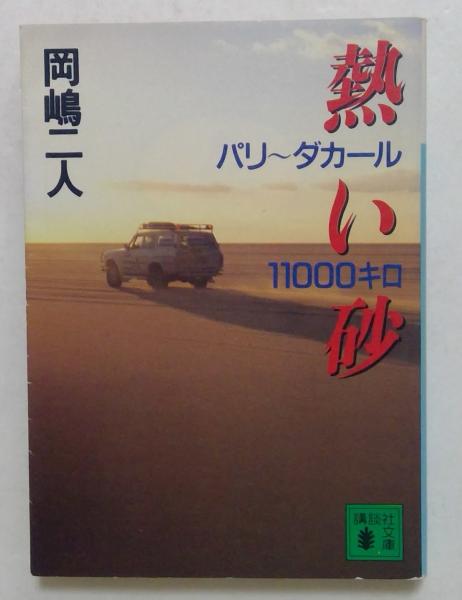 熱い砂
パリ~ダカール
11000キロ
岡嶋二人
講談社
文庫